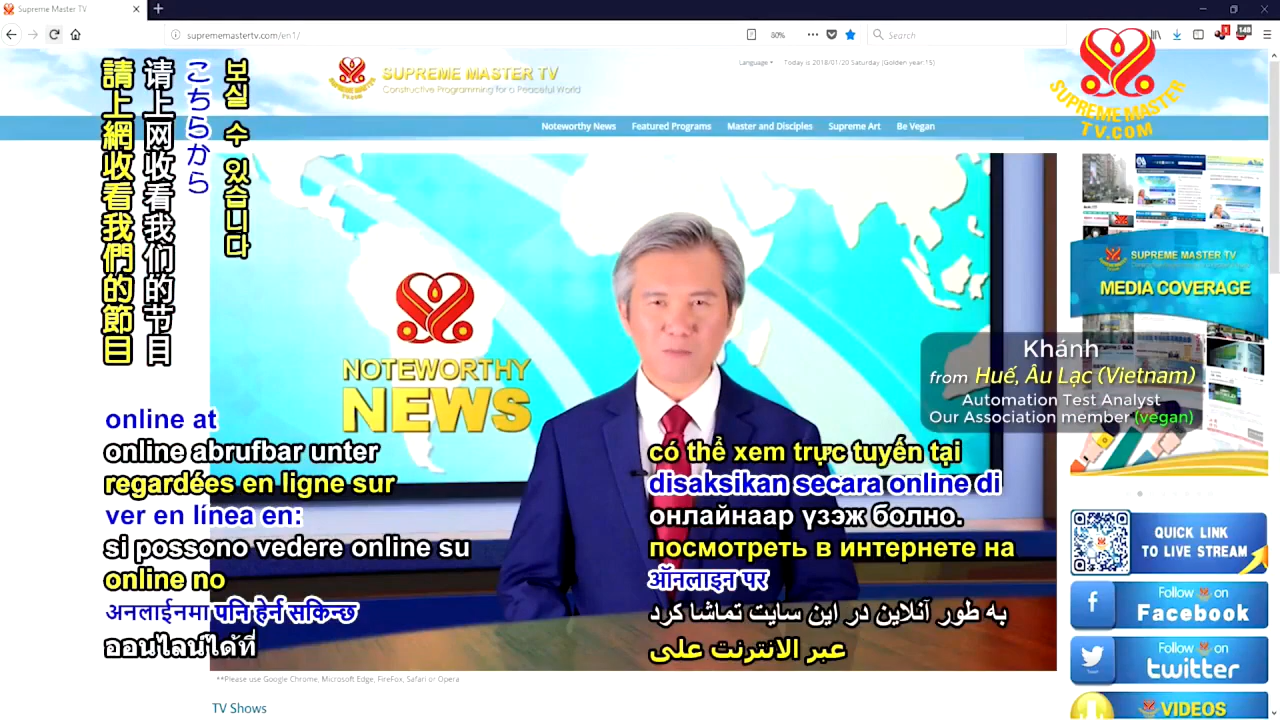 Supreme Master TV
suprememastertv.com/en1/
80%
Search
148
SUPREME MASTER TV
Constructive Programming for a Peaceful World
Language
Today is 2018/01/20 Saturday (Golden year 15)
SUPREME MASTER
TV.COM
Noteworthy News
Featured Programs
Master and Disciples
Supreme Art
Be Vegan
請上網收看我們的節目
请上网收看我们的节目
こちらから
보실 수 있습니다
NOTEWORTHY
NEWS
SUPREME MASTER TV
MEDIA COVERAGE
Khánh
from Huế, Âu Lạc (Vietnam)
Automation Test Analyst
Our Association member (vegan)
online at
online abrufbar unter
regardées en ligne sur
ver en línea en:
si possono vedere online su
online no
अनलाईनमा पनि हेर्न सकिन्छ
ออนไลน์ได้ที่
có thể xem trực tuyến tại
disaksikan secara online di
онлайнаар үзэж болно.
посмотреть в интернете на
ऑनलाइन पर
به طور آنلاین در این سایت تماشا کرد
عبر الانترنت على
QUICK LINK
TO LIVE STREAM
Follow on
Facebook
Follow on
twitter
VIDEOS
**Please use Google Chrome, Microsoft Edge, FireFox, Safari or Opera
TV Shows